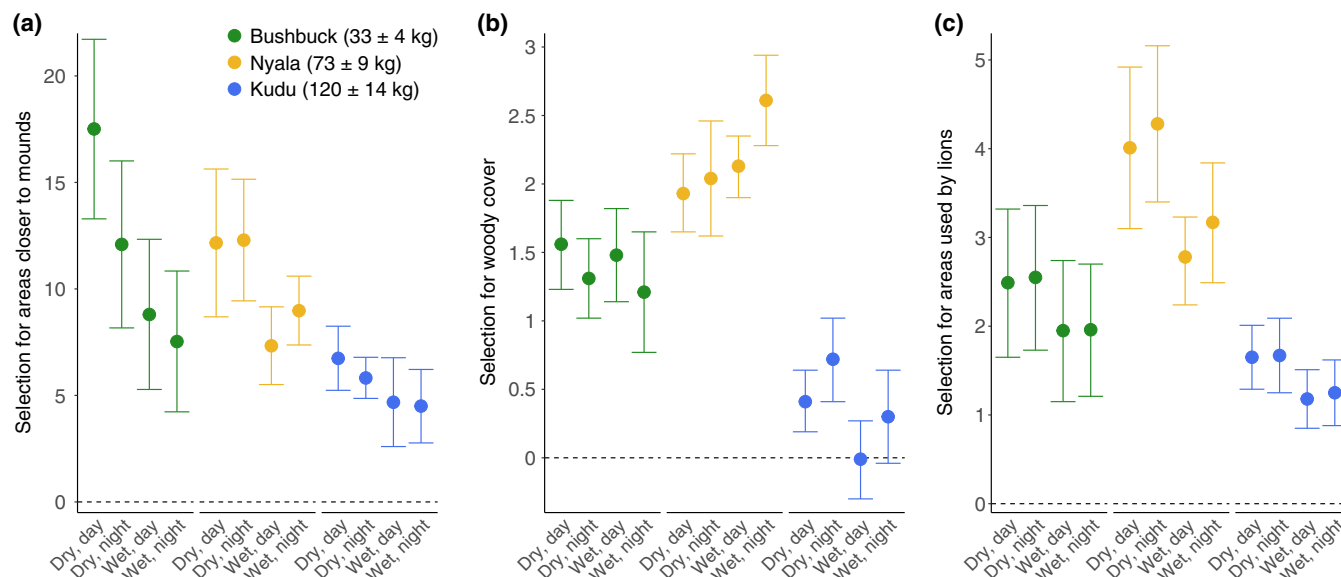 (a)
Selection for areas closer to mounds
20
15
10
5
0
Bushbuck (33 ± 4 kg)
Nyala (73 ± 9 kg)
Kudu (120 ± 14 kg)
Dry, day
Dry, night
Wet, day
Wet, night
Dry, day
Dry, night
Wet, day
Wet, night
Dry, day
Dry, night
Wet, day
Wet, night
(b)
Selection for woody cover
3
2.5
2
1.5
1
0.5
0
Dry, day
Dry, night
Wet, day
Wet, night
Dry, day
Dry, night
Wet, day
Wet, night
Dry, day
Dry, night
Wet, day
Wet, night
(c)
Selection for areas used by lions
5
4
3
2
1
0
Dry, day
Dry, night
Wet, day
Wet, night
Dry, day
Dry, night
Wet, day
Wet, night
Dry, day
Dry, night
Wet, day
Wet, night